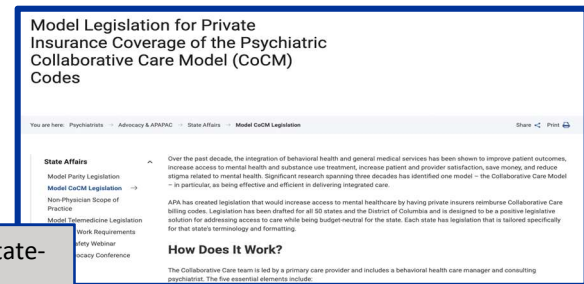 Model Legislation for Private
Insurance Coverage of the Psychiatric
Collaborative Care Model (CoCM)
Codes
You are here: Psychiatrists → Advocacy & APAPAC → State Affairs → Model CoCM Legislation
Share Print
State Affairs
Model Parity Legislation
Model CoCM Legislation →
Non-Physician Scope of
Practice
Model Telemedicine Legislation
Work Requirements
Webinar
Conference
tate-
Over the past decade, the integration of behavioral health and general medical services has been shown to improve patient outcomes,
increase access to mental health and substance use treatment, increase patient and provider satisfaction, save money, and reduce
stigma related to mental health. Significant research spanning three decades has identified one model – the Collaborative Care Model
– in particular, as being effective and efficient in delivering integrated care.
APA has created legislation that would increase access to mental healthcare by having private insurers reimburse Collaborative Care
billing codes. Legislation has been drafted for all 50 states and the District of Columbia and is designed to be a positive legislative
solution for addressing access to care while being budget-neutral for the state. Each state has legislation that is tailored specifically
for that state's terminology and formatting.
How Does It Work?
The Collaborative Care team is led by a primary care provider and includes a behavioral health care manager and consulting
psychiatrist. The five essential elements include: